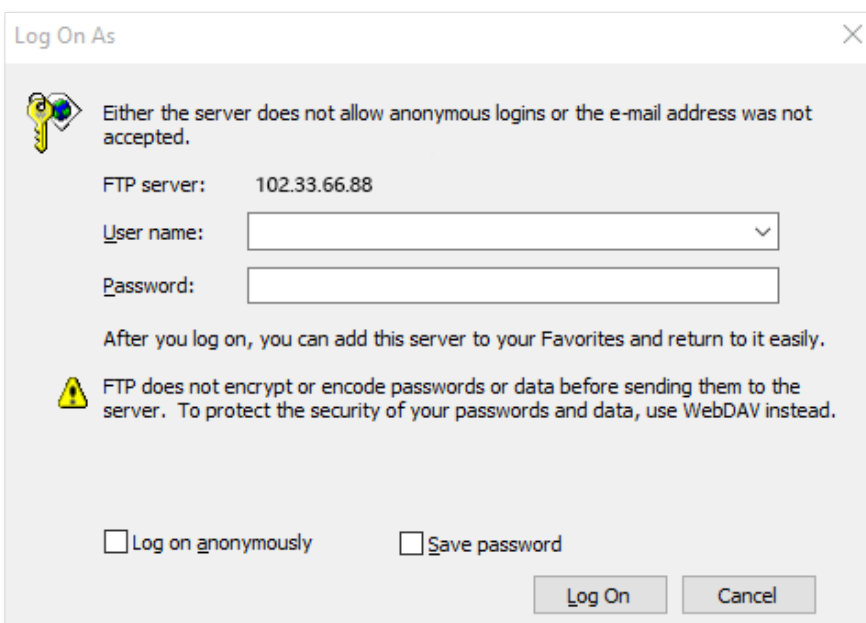 Log On As
Either the server does not allow anonymous logins or the e-mail address was not
accepted.
FTP server: 102.33.66.88
User name:
Password:
After you log on, you can add this server to your Favorites and return to it easily.
FTP does not encrypt or encode passwords or data before sending them to the
server.  To protect the security of your passwords and data, use WebDAV instead.
Log on anonymously Save password
Log On Cancel